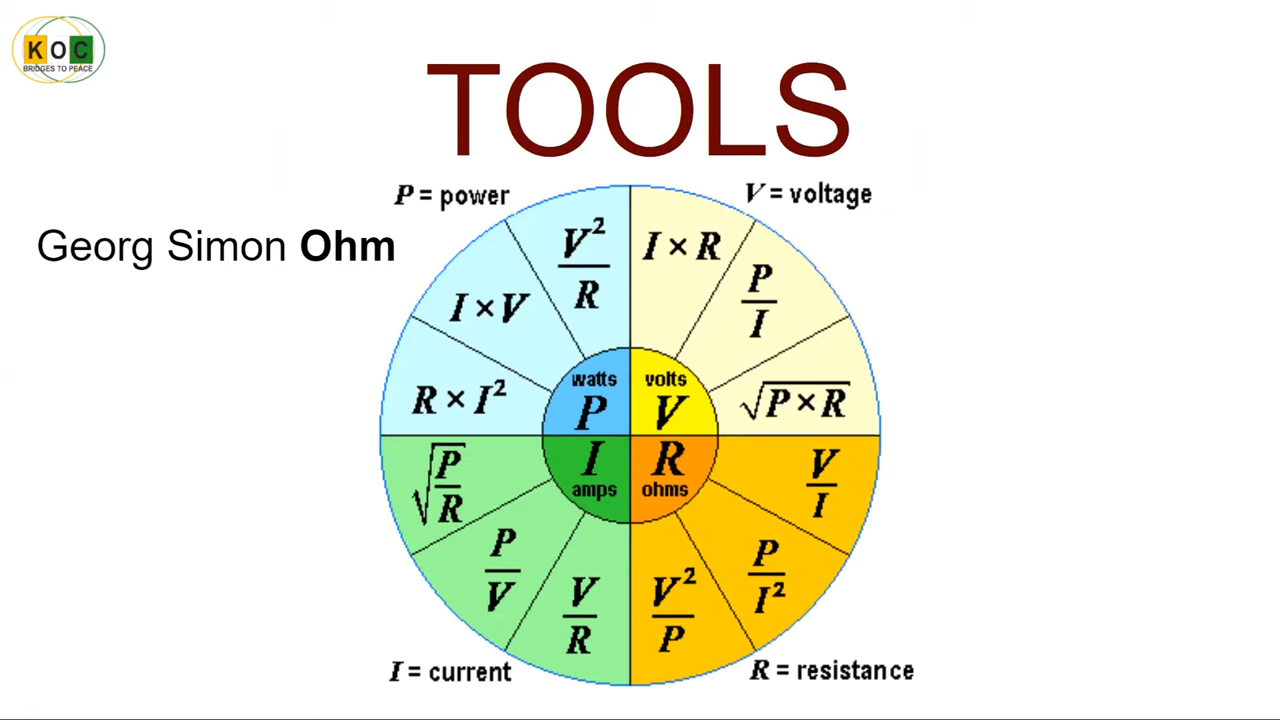 KOC
BRIDGES TO PEACE
TOOLS
P = power
V = voltage
Georg Simon Ohm
V²
R
I × R
P
I
I × V
R × I²
√P × R
watts
P
volts
V
I
amps
R
ohms
√P
R
V
I
P
V
P
I²
V
R
V²
P
I = current
R = resistance